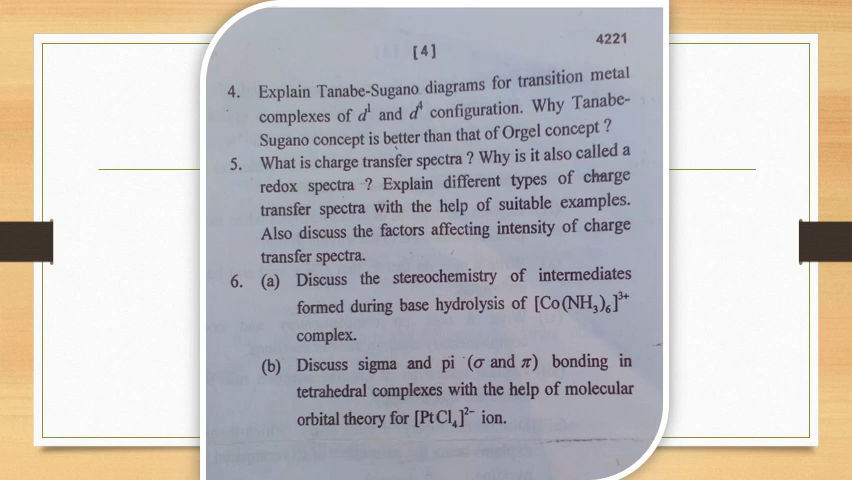 [4]
4221
4. Explain Tanabe-Sugano diagrams for transition metal
complexes of d¹ and d⁴ configuration. Why Tanabe-
Sugano concept is better than that of Orgel concept ?
5. What is charge transfer spectra ? Why is it also called a
redox spectra ? Explain different types of charge
transfer spectra with the help of suitable examples.
Also discuss the factors affecting intensity of charge
transfer spectra.
6. (a) Discuss the stereochemistry of intermediates
formed during base hydrolysis of [Co(NH₃)₆]³⁺
complex.
(b) Discuss sigma and pi (σ and π) bonding in
tetrahedral complexes with the help of molecular
orbital theory for [PtCl₄]²⁻ ion.